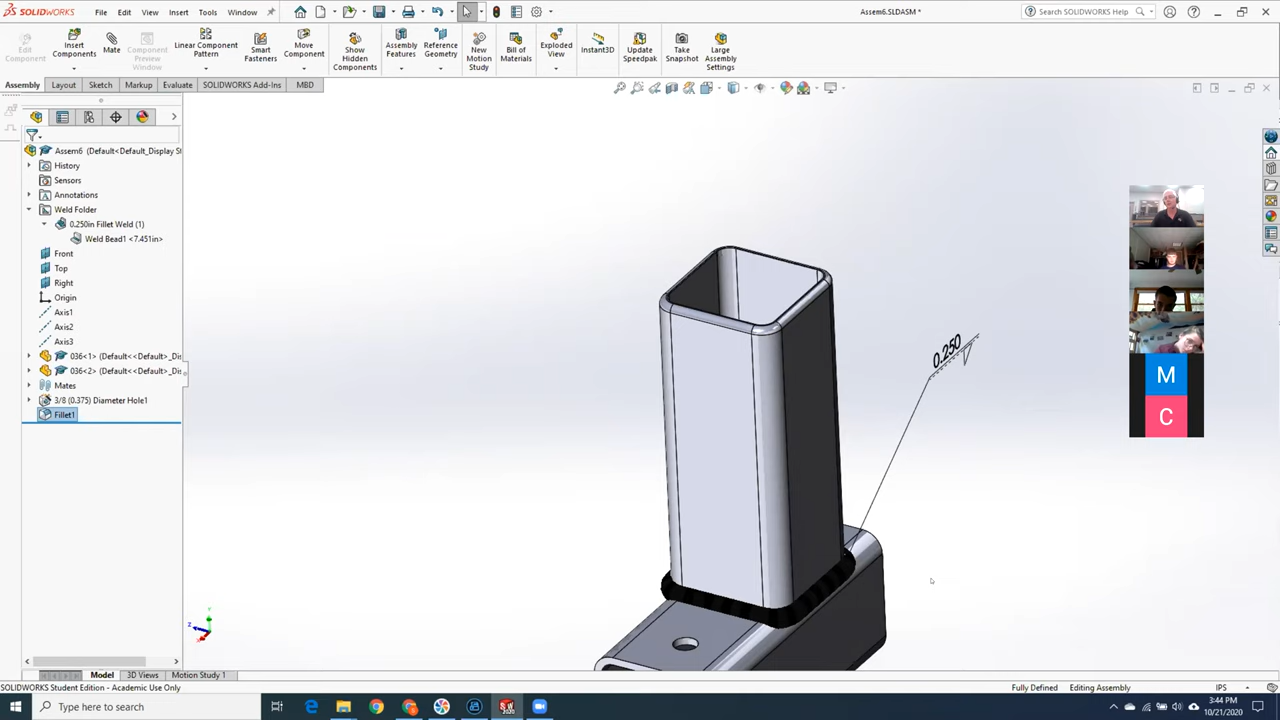 SOLIDWORKS
File
Edit
View
Insert
Tools
Window
Assem6.SLDASM *
Search SOLIDWORKS Help
Edit Component
Insert Components
Mate
Component Preview Window
Linear Component Pattern
Smart Fasteners
Move Component
Show Hidden Components
Assembly Features
Reference Geometry
New Motion Study
Bill of Materials
Exploded View
Instant3D
Update Speedpak
Take Snapshot
Large Assembly Settings
Assembly
Layout
Sketch
Markup
Evaluate
SOLIDWORKS Add-Ins
MBD
Assem6 (Default<Default_Display St
History
Sensors
Annotations
Weld Folder
0.250in Fillet Weld (1)
Weld Bead1 <7.451in>
Front
Top
Right
Origin
Axis1
Axis2
Axis3
036<1> (Default<<Default>_Dis
036<2> (Default<<Default>_Dis
Mates
3/8 (0.375) Diameter Hole1
Fillet1
0.250
M
C
Y
Z
X
Model
3D Views
Motion Study 1
SOLIDWORKS Student Edition - Academic Use Only
Fully Defined
Editing Assembly
IPS
Type here to search
3:44 PM
10/21/2020